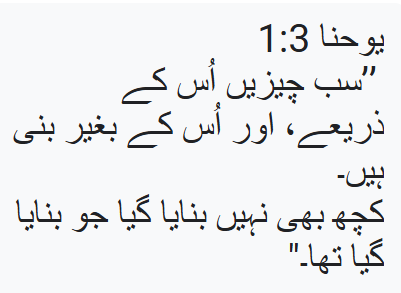 یوحنا 1:3
”سب چیزیں اُس کے
ذریعے، اور اُس کے بغیر بنی
ہیں۔
کچھ بھی نہیں بنایا گیا جو بنایا
گیا تھا۔"